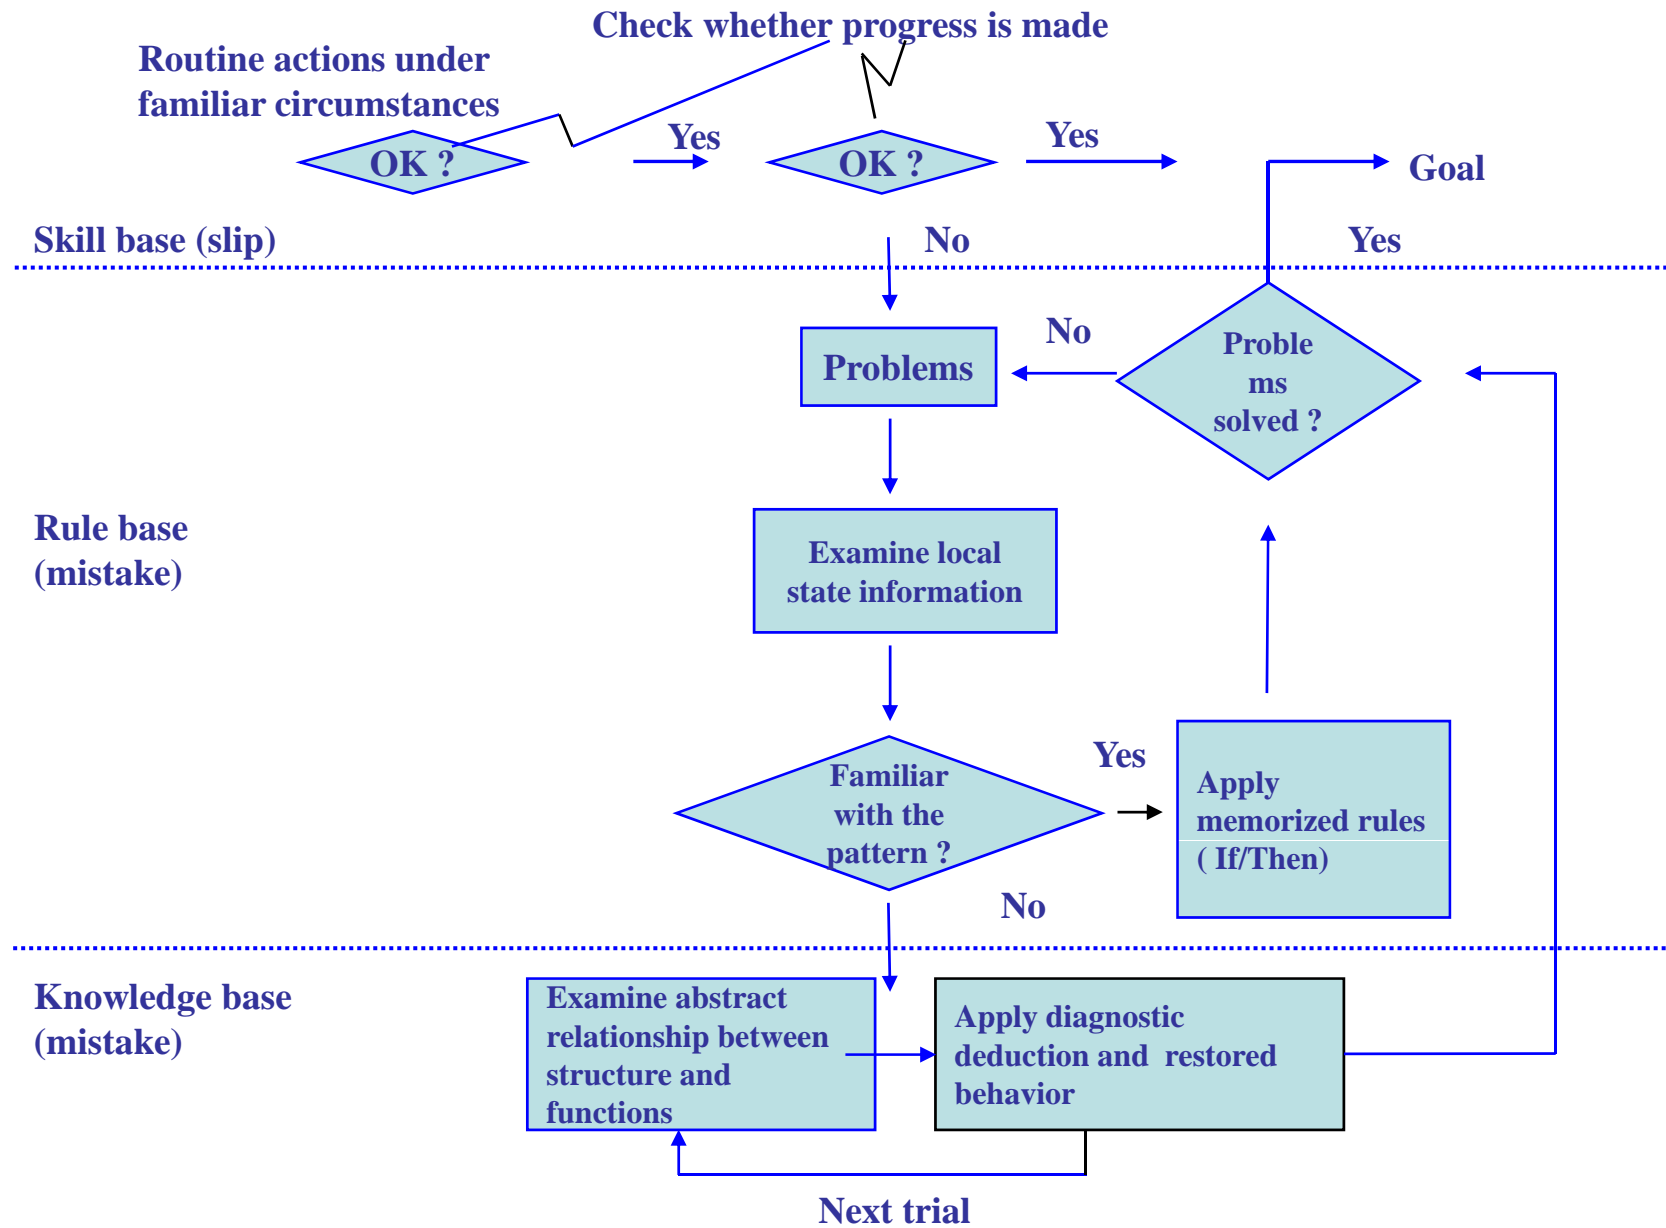 Check whether progress is made
Routine actions under
familiar circumstances
OK ?
Yes
OK ?
Yes
Goal
Skill base (slip)
No
Yes
Problems
No
Proble
ms
solved ?
Rule base
(mistake)
Examine local
state information
Familiar
with the
pattern ?
Yes
Apply
memorized rules
( If/Then)
No
Knowledge base
(mistake)
Examine abstract
relationship between
structure and
functions
Apply diagnostic
deduction and  restored
behavior
Next trial